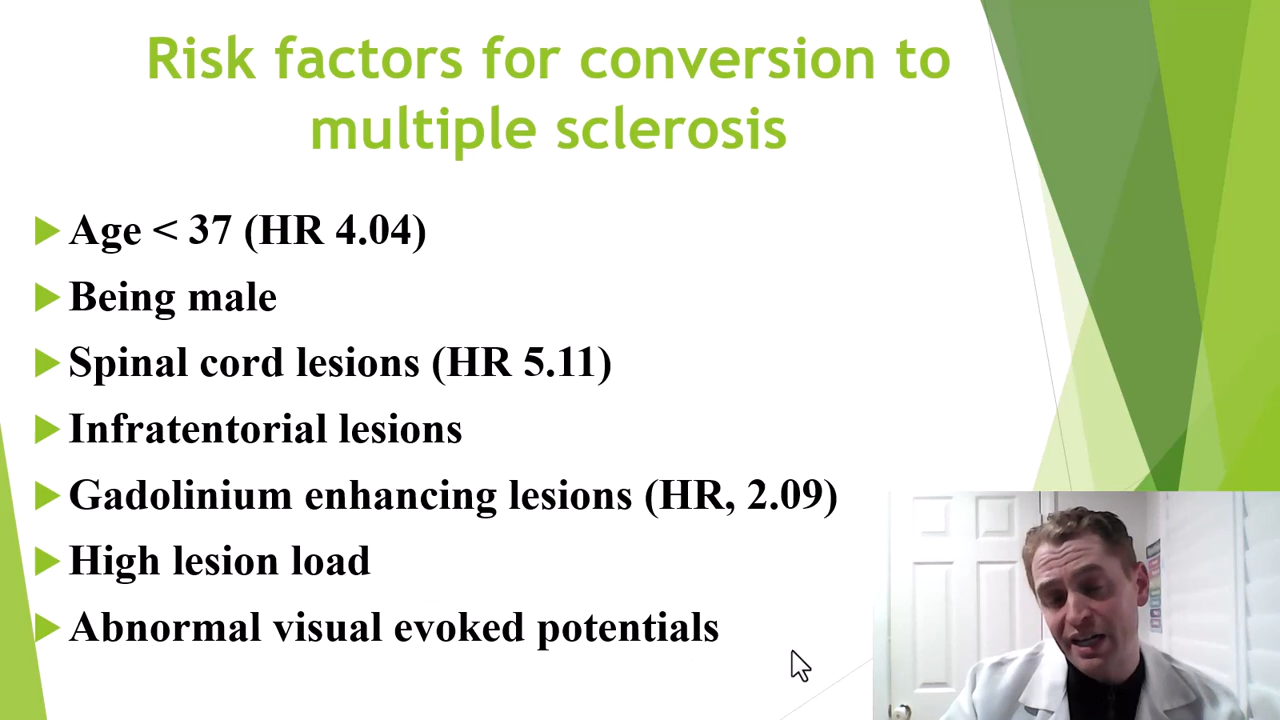 Risk factors for conversion to
multiple sclerosis
Age < 37 (HR 4.04)
Being male
Spinal cord lesions (HR 5.11)
Infratentorial lesions
Gadolinium enhancing lesions (HR, 2.09)
High lesion load
Abnormal visual evoked potentials